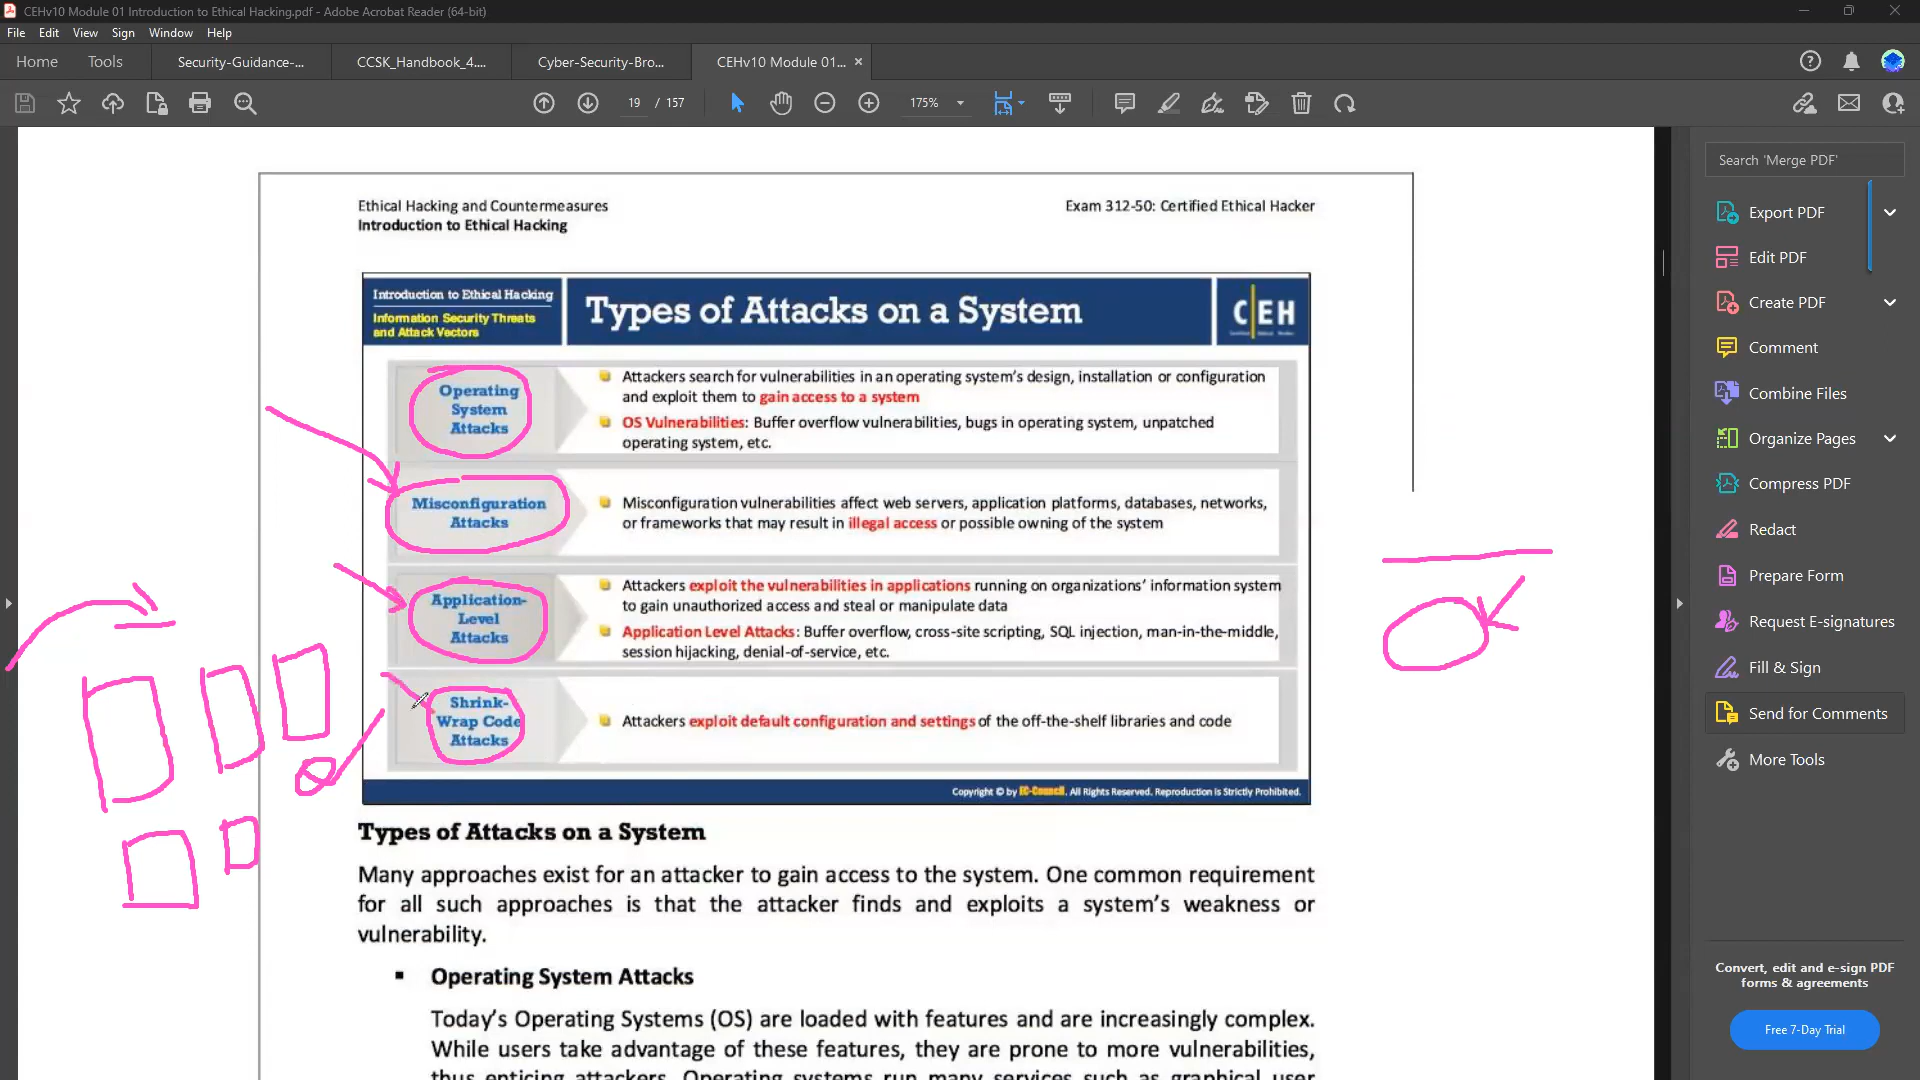 CEHv10 Module 01 Introduction to Ethical Hacking.pdf - Adobe Acrobat Reader (64-bit)
File Edit View Sign Window Help
Home Tools Security-Guidance-... CCSK_Handbook_4.... Cyber-Security-Bro... CEHv10 Module 01...
19 / 157 175%
Search 'Merge PDF'
Export PDF
Edit PDF
Create PDF
Comment
Combine Files
Organize Pages
Compress PDF
Redact
Prepare Form
Request E-signatures
Fill & Sign
Send for Comments
More Tools
Convert, edit and e-sign PDF
forms & agreements
Free 7-Day Trial
Ethical Hacking and Countermeasures
Introduction to Ethical Hacking
Exam 312-50: Certified Ethical Hacker
Introduction to Ethical Hacking
Information Security Threats
and Attack Vectors
Types of Attacks on a System
CEH
Operating
System
Attacks
Attackers search for vulnerabilities in an operating system's design, installation or configuration
and exploit them to gain access to a system
OS Vulnerabilities: Buffer overflow vulnerabilities, bugs in operating system, unpatched
operating system, etc.
Misconfiguration
Attacks
Misconfiguration vulnerabilities affect web servers, application platforms, databases, networks,
or frameworks that may result in illegal access or possible owning of the system
Application-
Level
Attacks
Attackers exploit the vulnerabilities in applications running on organizations' information system
to gain unauthorized access and steal or manipulate data
Application Level Attacks: Buffer overflow, cross-site scripting, SQL injection, man-in-the-middle,
session hijacking, denial-of-service, etc.
Shrink-
Wrap Code
Attacks
Attackers exploit default configuration and settings of the off-the-shelf libraries and code
Copyright © by EC-Council. All Rights Reserved. Reproduction is Strictly Prohibited.
Types of Attacks on a System
Many approaches exist for an attacker to gain access to the system. One common requirement
for all such approaches is that the attacker finds and exploits a system's weakness or
vulnerability.
▪ Operating System Attacks
Today's Operating Systems (OS) are loaded with features and are increasingly complex.
While users take advantage of these features, they are prone to more vulnerabilities,
thus enticing attackers. Operating systems run many services such as graphical user